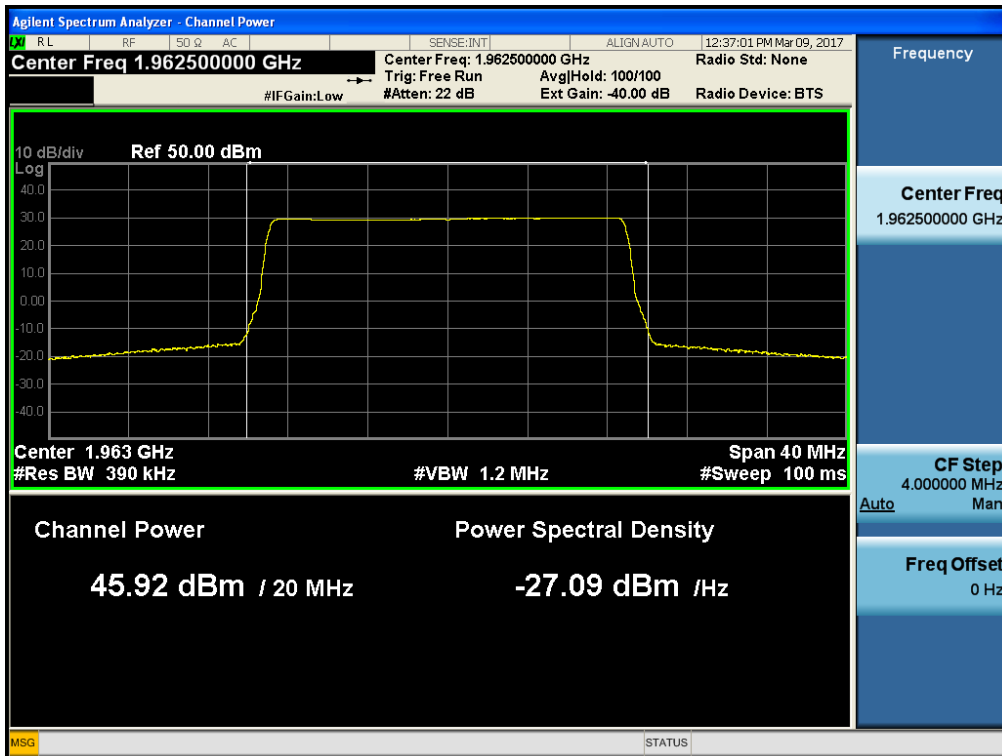 Agilent Spectrum Analyzer - Channel Power
LXI RL RF 50 Ω AC SENSE:INT ALIGN AUTO 12:37:01 PM Mar 09, 2017
Center Freq 1.962500000 GHz
Center Freq: 1.962500000 GHz Radio Std: None
Trig: Free Run Avg|Hold: 100/100
#IFGain:Low #Atten: 22 dB Ext Gain: -40.00 dB Radio Device: BTS
10 dB/div Ref 50.00 dBm
Log
40.0
30.0
20.0
10.0
0.00
-10.0
-20.0
-30.0
-40.0
Center 1.963 GHz Span 40 MHz
#Res BW 390 kHz #VBW 1.2 MHz #Sweep 100 ms
Channel Power Power Spectral Density
45.92 dBm / 20 MHz -27.09 dBm /Hz
Frequency
Center Freq
1.962500000 GHz
CF Step
4.000000 MHz
Auto Man
Freq Offset
0 Hz
MSG STATUS